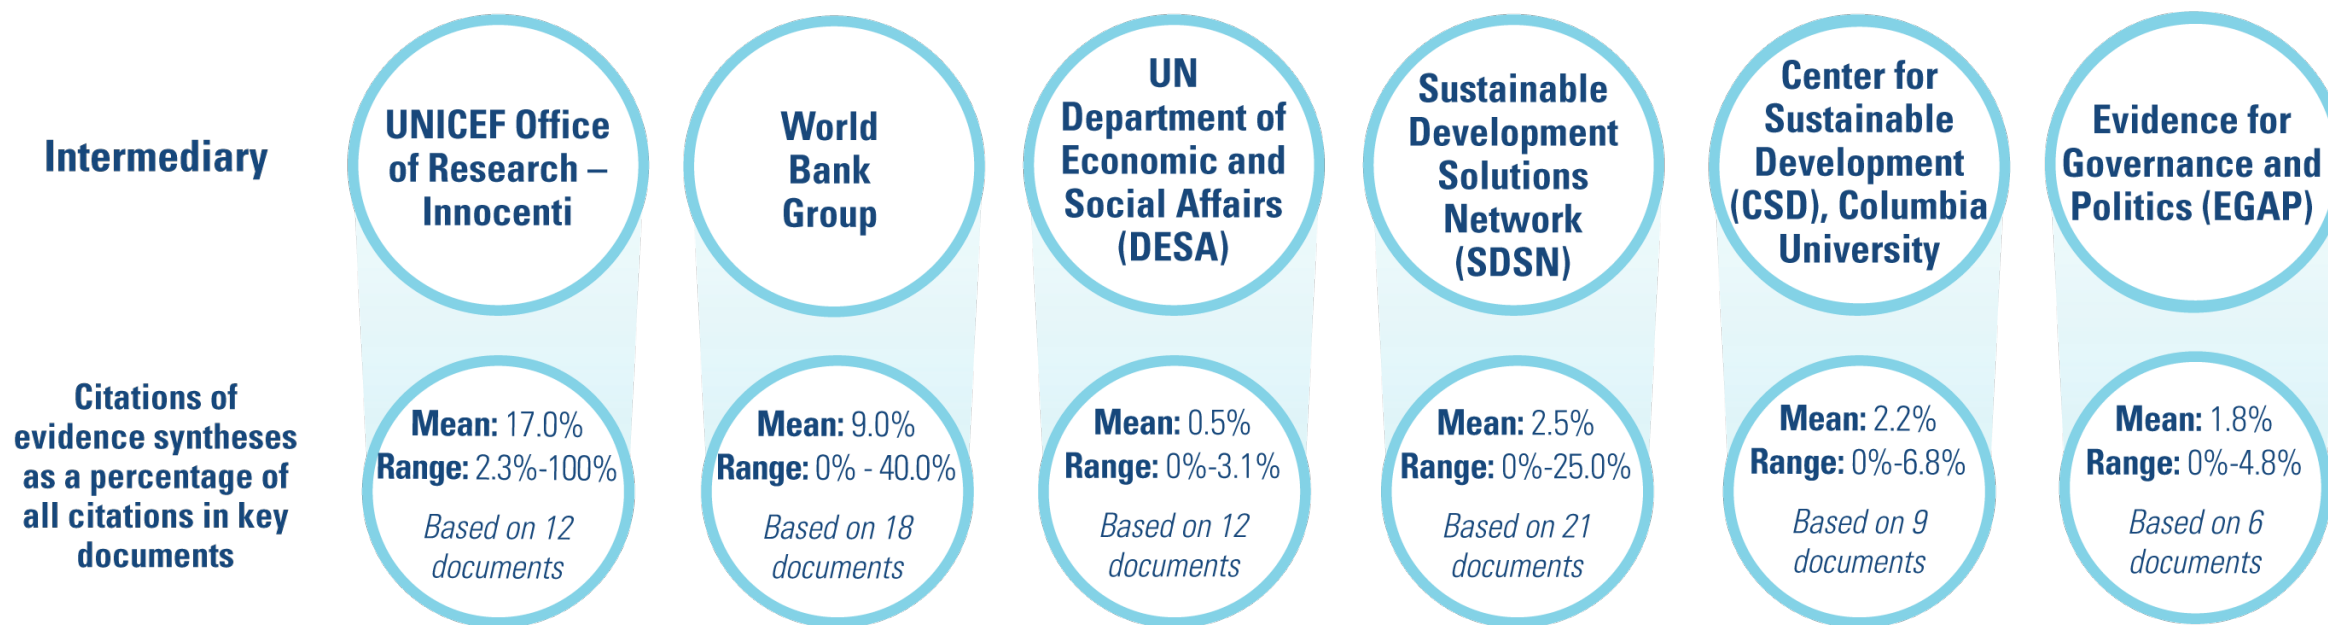 Intermediary
UNICEF Office
of Research –
Innocenti
World
Bank
Group
UN
Department of
Economic and
Social Affairs
(DESA)
Sustainable
Development
Solutions
Network
(SDSN)
Center for
Sustainable
Development
(CSD), Columbia
University
Evidence for
Governance and
Politics (EGAP)
Citations of
evidence syntheses
as a percentage of
all citations in key
documents
Mean: 17.0%
Range: 2.3%-100%
Based on 12
documents
Mean: 9.0%
Range: 0% - 40.0%
Based on 18
documents
Mean: 0.5%
Range: 0%-3.1%
Based on 12
documents
Mean: 2.5%
Range: 0%-25.0%
Based on 21
documents
Mean: 2.2%
Range: 0%-6.8%
Based on 9
documents
Mean: 1.8%
Range: 0%-4.8%
Based on 6
documents